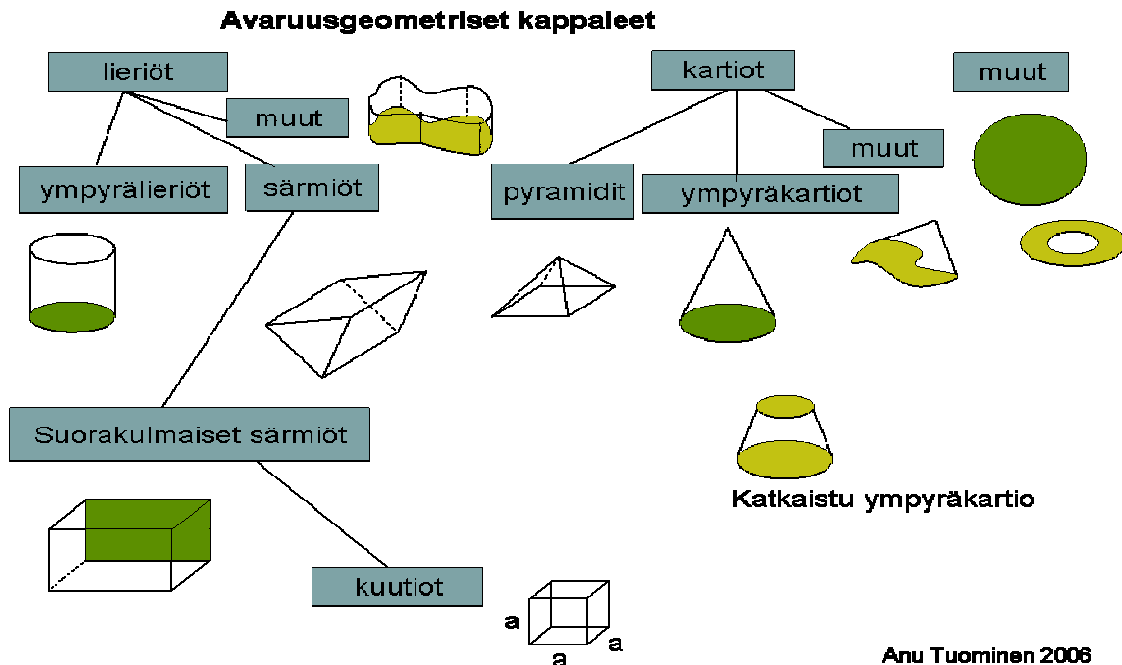 Avaruusgeometriset kappaleet
lieriöt
kartiot
muut
muut
muut
ympyrälieriöt
särmiöt
pyramidit
ympyräkartiot
Suorakulmaiset särmiöt
Katkaistu ympyräkartio
kuutiot
a
a
a
Anu Tuominen 2006